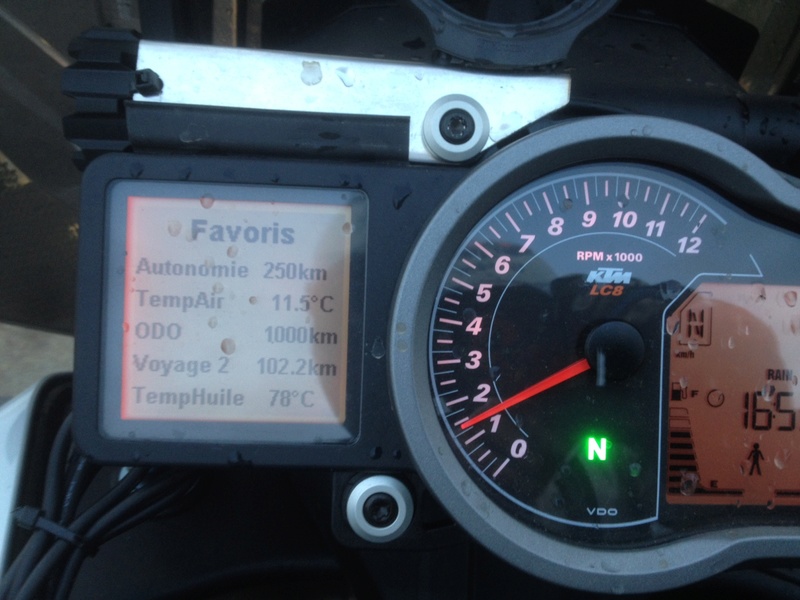 Favoris
Autonomie 250km
TempAir 11.5°C
ODO 1000km
Voyage 2 102.2km
TempHuile 78°C
0
1
2
3
4
5
6
7
8
9
10
11
12
RPM x 1000
KTM
LC8
N
VDO
N
km/h
RAIN
F
E